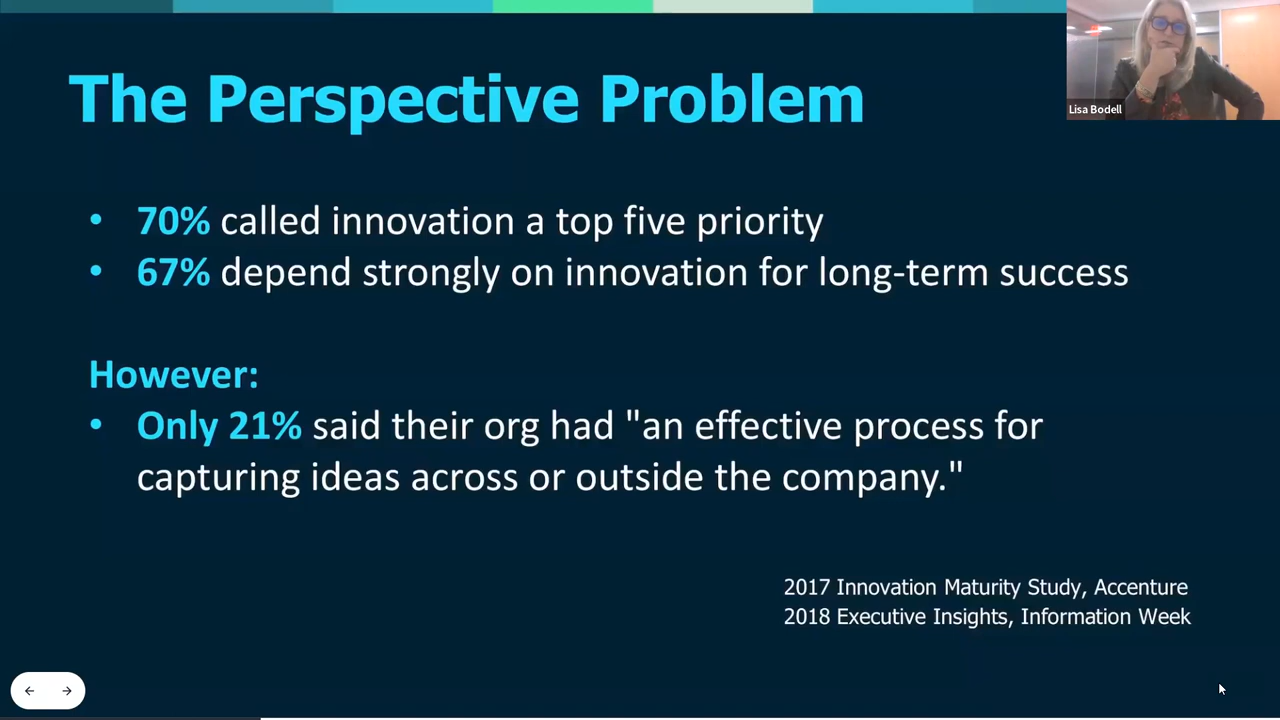 The Perspective Problem
Lisa Bodell
• 70% called innovation a top five priority
• 67% depend strongly on innovation for long-term success
However:
• Only 21% said their org had "an effective process for
capturing ideas across or outside the company."
2017 Innovation Maturity Study, Accenture
2018 Executive Insights, Information Week